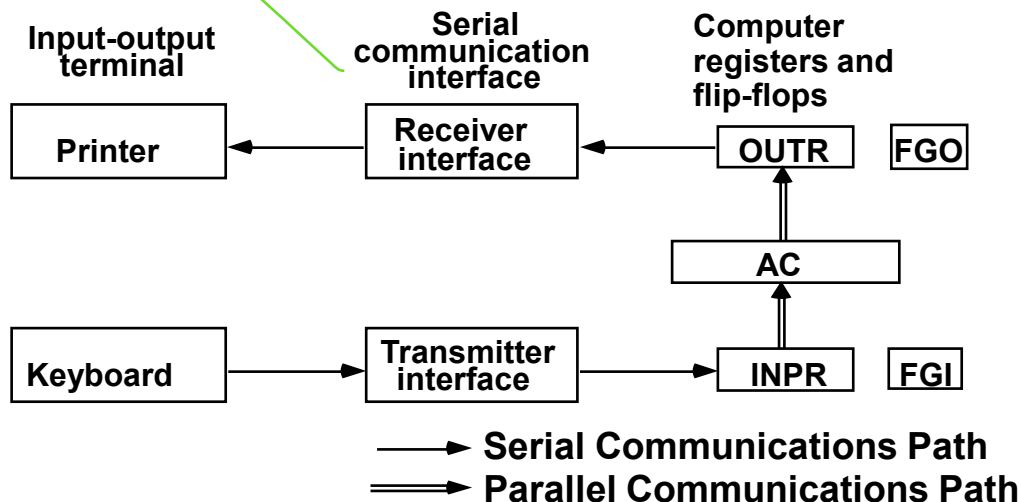 Input-output
terminal
Serial
communication
interface
Computer
registers and
flip-flops
Printer
Receiver
interface
OUTR
FGO
AC
Keyboard
Transmitter
interface
INPR
FGI
Serial Communications Path
Parallel Communications Path